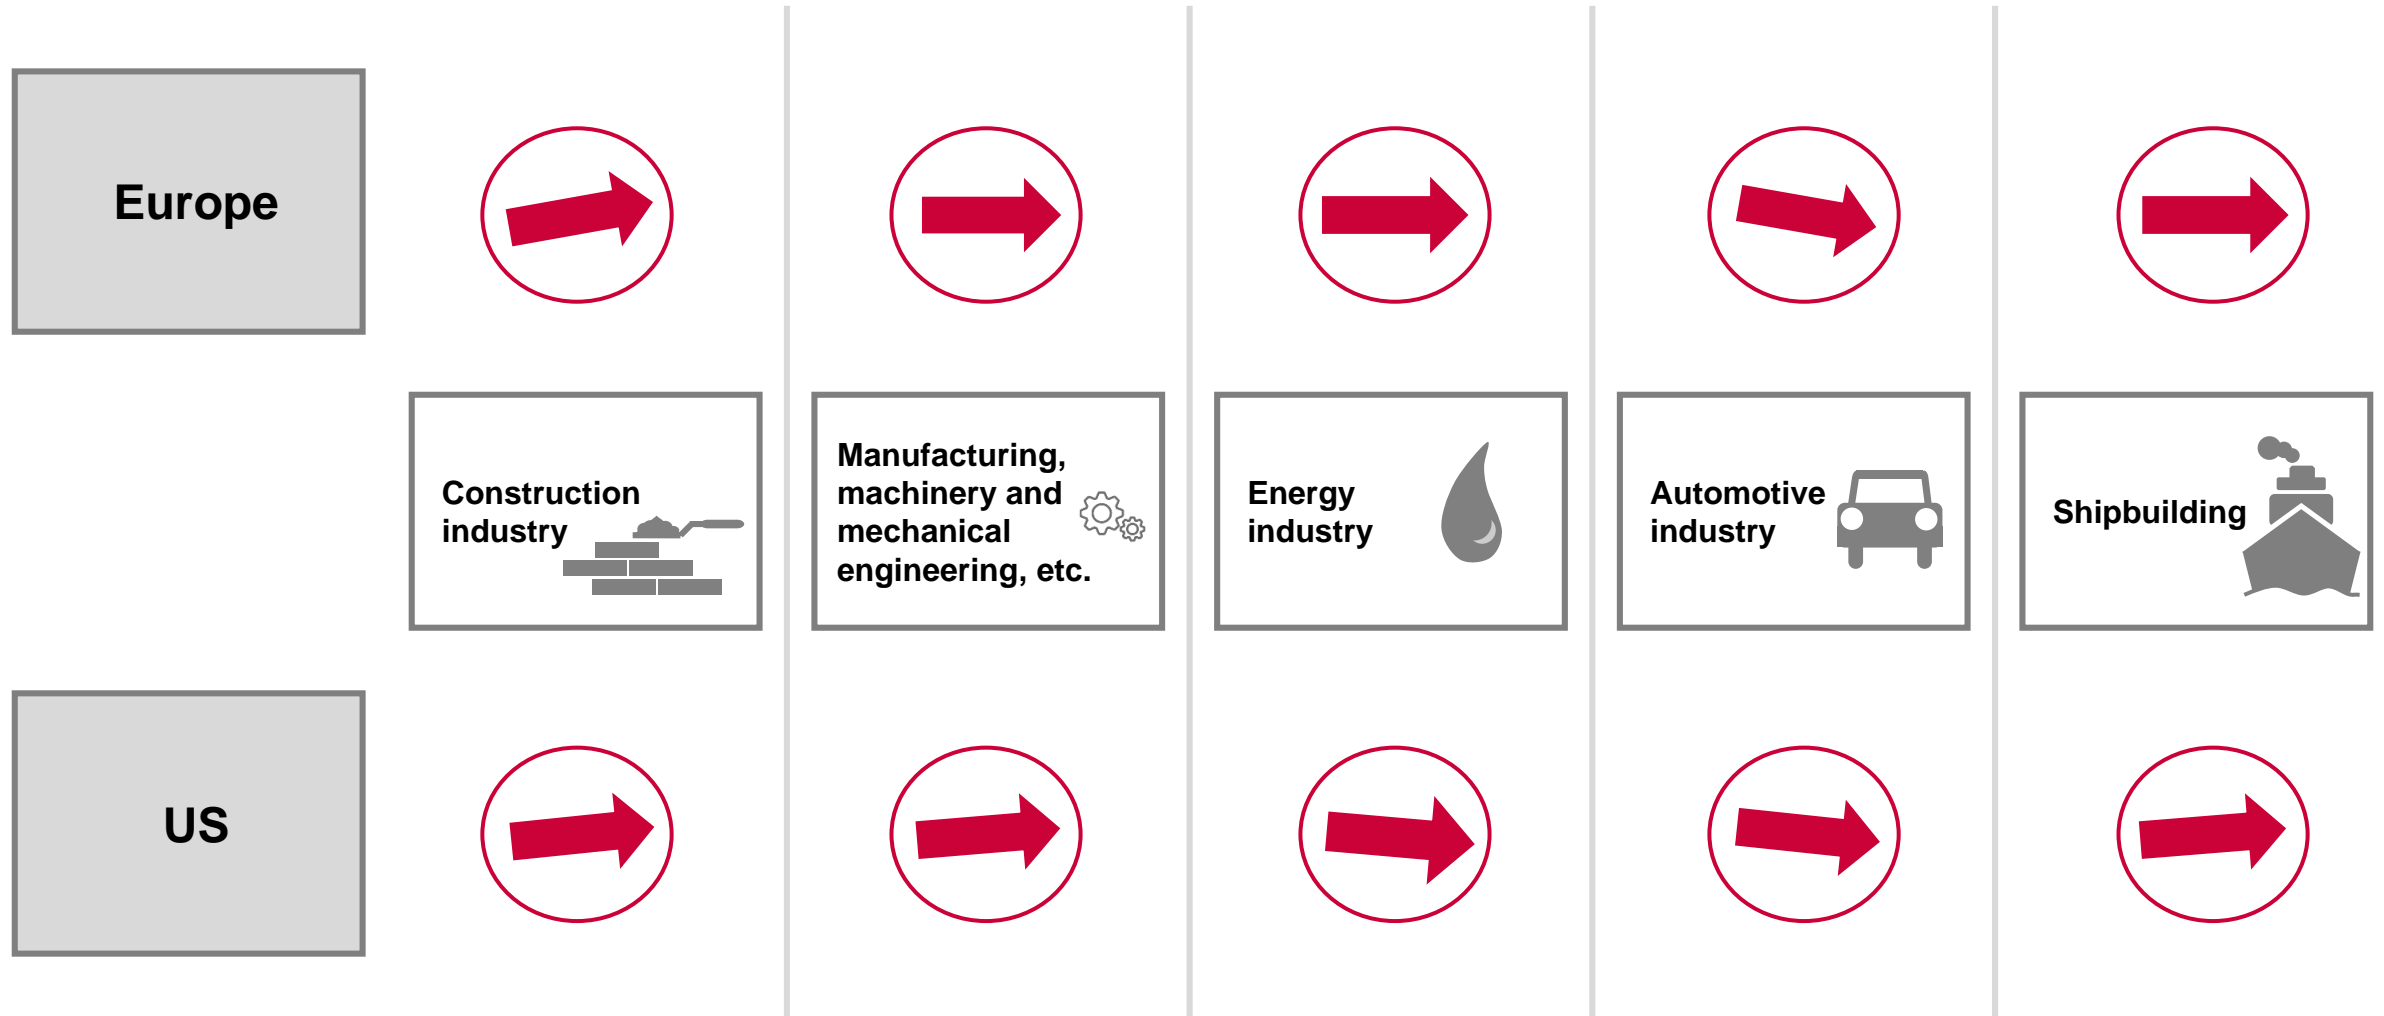 Europe
Construction
industry
Manufacturing,
machinery and
mechanical
engineering, etc.
Energy
industry
Automotive
industry
Shipbuilding
US